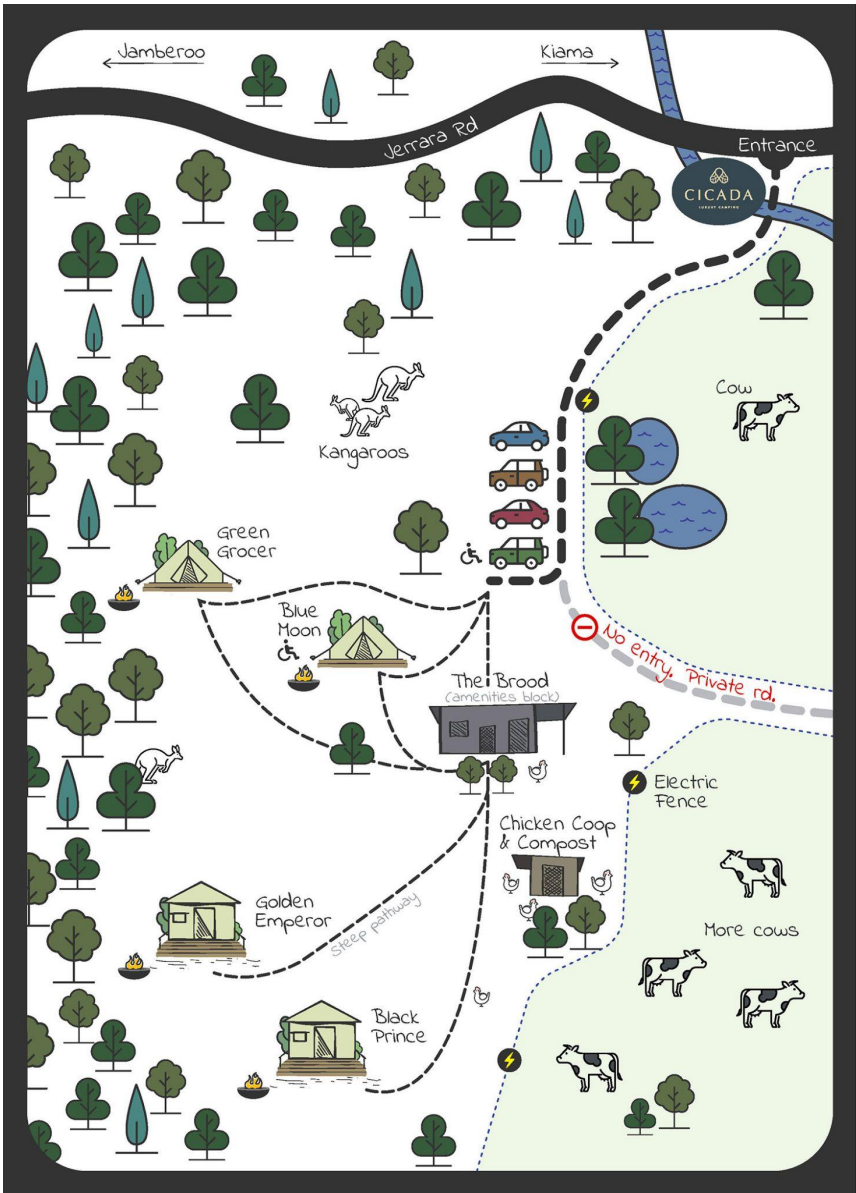 Jamberoo
Kiama
Jerrara Rd
Entrance
CICADA
LUXURY CAMPING
Cow
Kangaroos
Green
Grocer
Blue
Moon
No entry. Private rd.
The Brood
(amenities block)
Electric
Fence
Chicken Coop
& Compost
Golden
Emperor
Steep pathway
More cows
Black
Prince